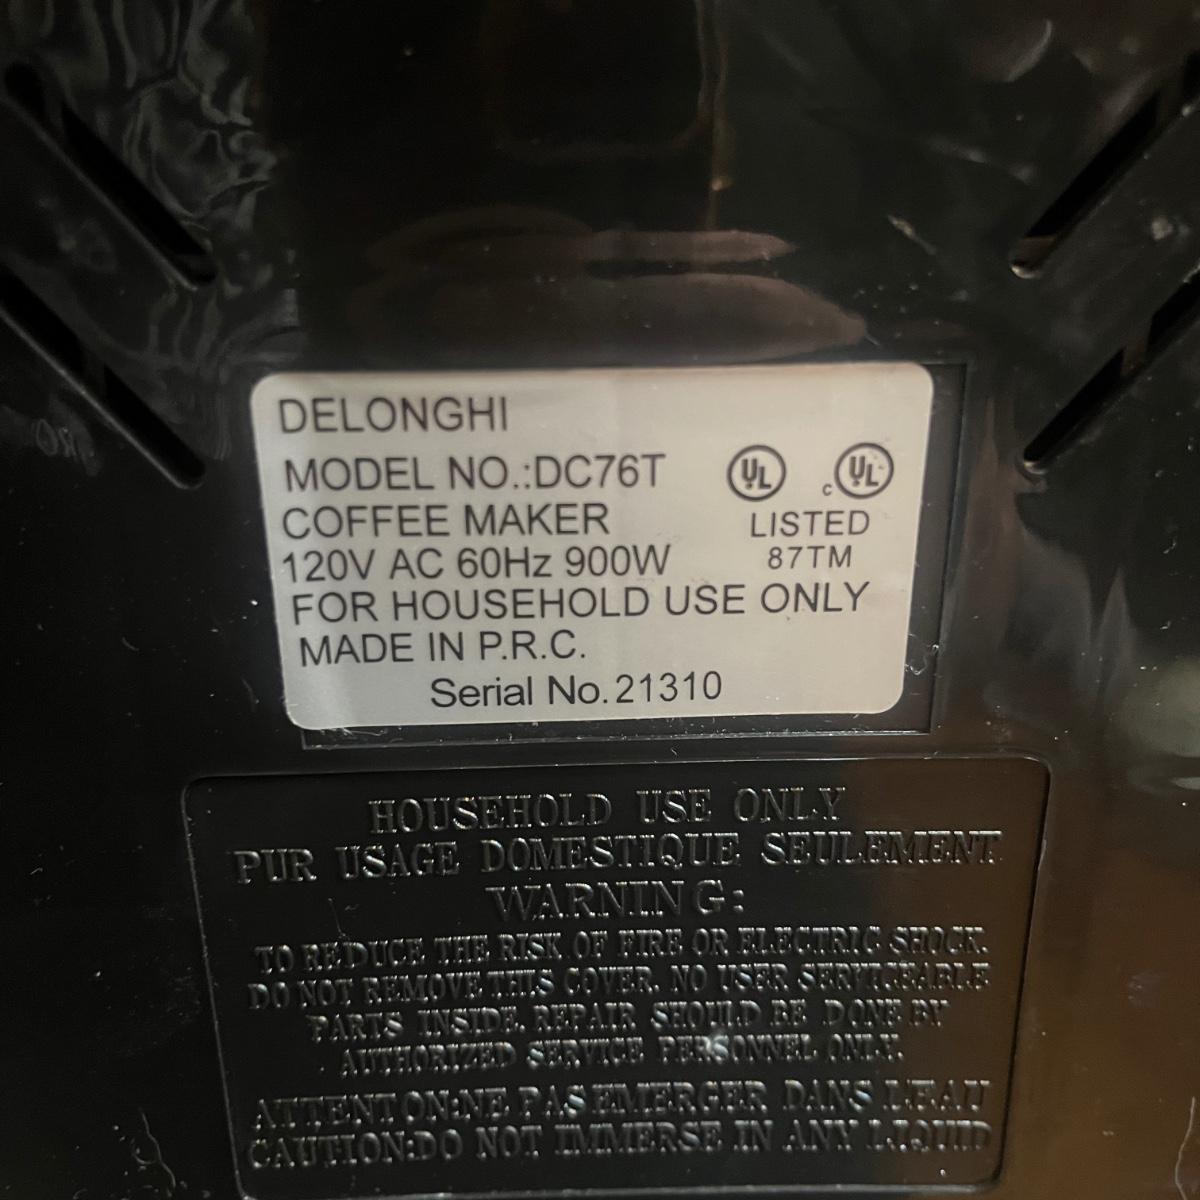 DELONGHI
MODEL NO.:DC76T
COFFEE MAKER
120V AC 60Hz 900W
UL c UL
LISTED
87TM
FOR HOUSEHOLD USE ONLY
MADE IN P.R.C.
Serial No. 21310
HOUSEHOLD USE ONLY
PUR USAGE DOMESTIQUE SEULEMENT
WARNING:
TO REDUCE THE RISK OF FIRE OR ELECTRIC SHOCK.
DO NOT REMOVE THIS COVER. NO USER SERVICEABLE
PARTS INSIDE. REPAIR SHOULD BE DONE BY
AUTHORIZED SERVICE PERSONNEL ONLY.
ATTENTON:NE PAS EMERGER DANS L'EAU
CAUTION:DO NOT IMMERSE IN ANY LIQUID